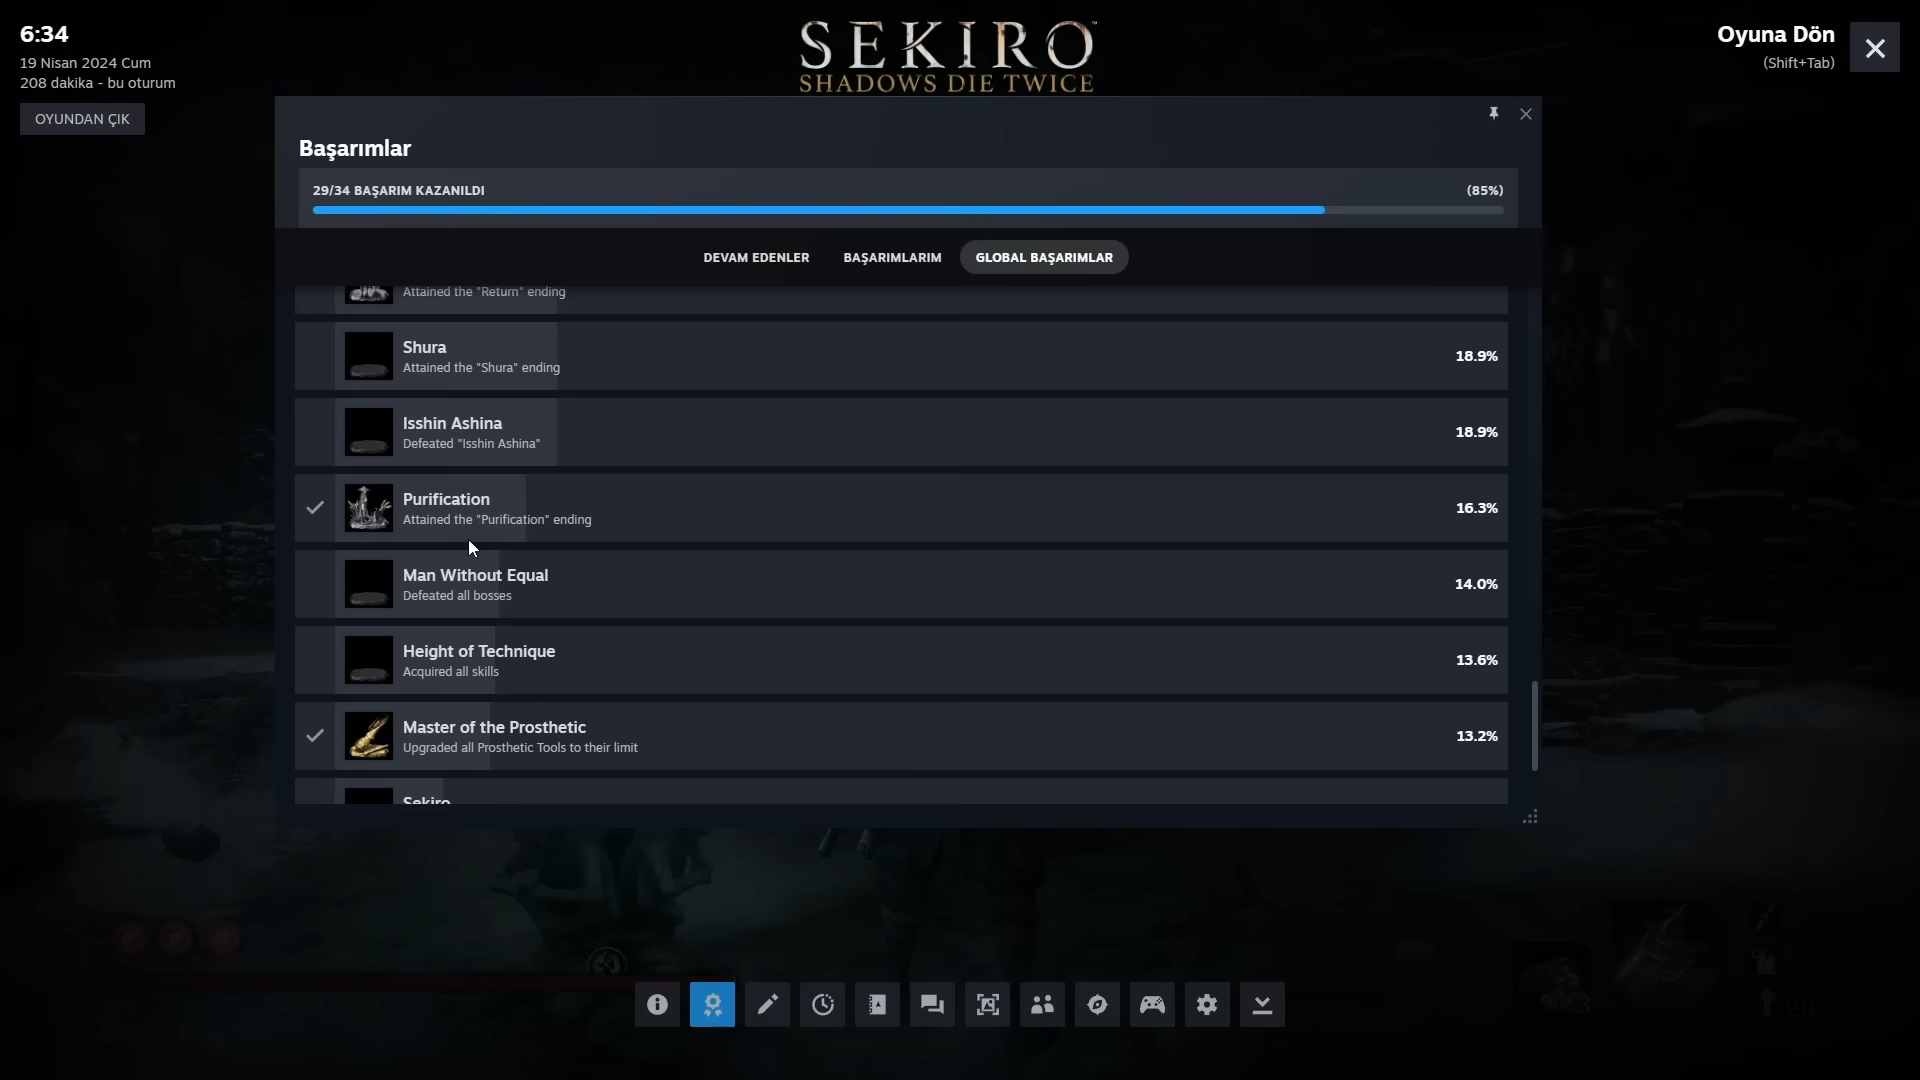 6:34
19 Nisan 2024 Cum
208 dakika - bu oturum
OYUNDAN ÇIK
SEKIRO™
SHADOWS DIE TWICE
Oyuna Dön
(Shift+Tab)
Başarımlar
29/34 BAŞARIM KAZANILDI
(85%)
DEVAM EDENLER
BAŞARIMLARIM
GLOBAL BAŞARIMLAR
Attained the "Return" ending
Shura
Attained the "Shura" ending
18.9%
Isshin Ashina
Defeated "Isshin Ashina"
18.9%
Purification
Attained the "Purification" ending
16.3%
Man Without Equal
Defeated all bosses
14.0%
Height of Technique
Acquired all skills
13.6%
Master of the Prosthetic
Upgraded all Prosthetic Tools to their limit
13.2%
Sekiro